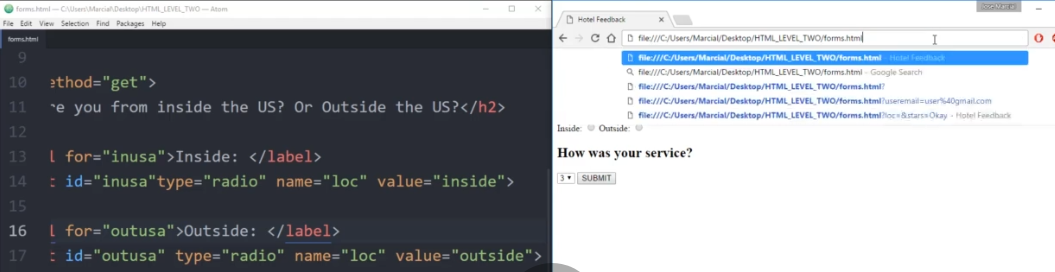 forms.html — C:\Users\Marcial\Desktop\HTML_LEVEL_TWO — Atom
File Edit View Selection Find Packages Help
forms.html
9
10 ethod="get">
11 re you from inside the US? Or Outside the US?</h2>
12
13 l for="inusa">Inside: </label>
14 t id="inusa"type="radio" name="loc" value="inside">
15
16 l for="outusa">Outside: </label>
17 t id="outusa" type="radio" name="loc" value="outside">
Jose Marcial
Hotel Feedback
file:///C:/Users/Marcial/Desktop/HTML_LEVEL_TWO/forms.html
file:///C:/Users/Marcial/Desktop/HTML_LEVEL_TWO/forms.html - Hotel Feedback
file:///C:/Users/Marcial/Desktop/HTML_LEVEL_TWO/forms.html - Google Search
file:///C:/Users/Marcial/Desktop/HTML_LEVEL_TWO/forms.html?
file:///C:/Users/Marcial/Desktop/HTML_LEVEL_TWO/forms.html?useremail=user%40gmail.com
file:///C:/Users/Marcial/Desktop/HTML_LEVEL_TWO/forms.html?loc=&stars=Okay - Hotel Feedback
Inside: Outside:
How was your service?
3 SUBMIT